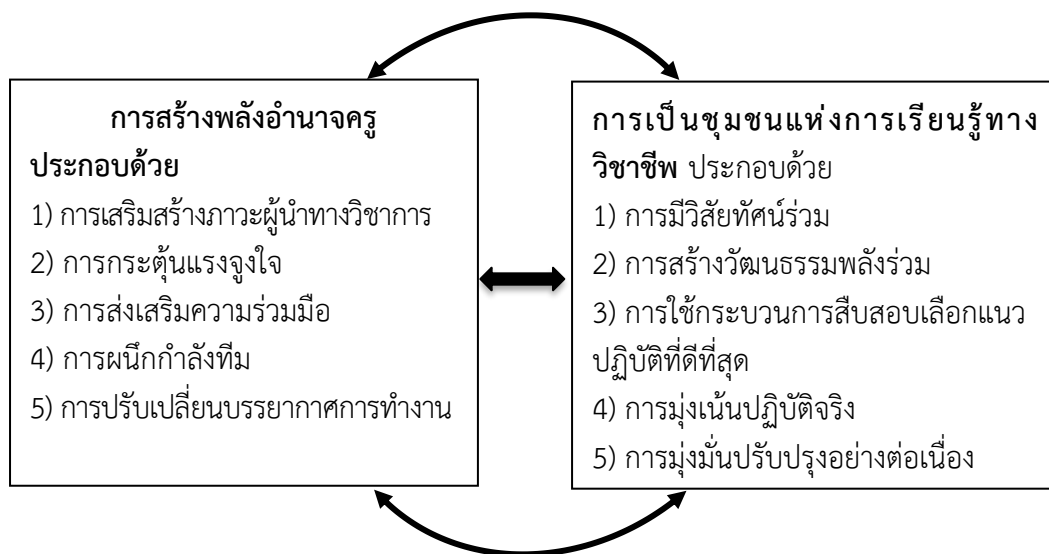 การสร้างพลังอำนาจครู
ประกอบด้วย
1) การเสริมสร้างภาวะผู้นำทางวิชาการ
2) การกระตุ้นแรงจูงใจ
3) การส่งเสริมความร่วมมือ
4) การผนึกกำลังทีม
5) การปรับเปลี่ยนบรรยากาศการทำงาน
การเป็นชุมชนแห่งการเรียนรู้ทาง
วิชาชีพ ประกอบด้วย
1) การมีวิสัยทัศน์ร่วม
2) การสร้างวัฒนธรรมพลังร่วม
3) การใช้กระบวนการสืบสอบเลือกแนว
ปฏิบัติที่ดีที่สุด
4) การมุ่งเน้นปฏิบัติจริง
5) การมุ่งมั่นปรับปรุงอย่างต่อเนื่อง